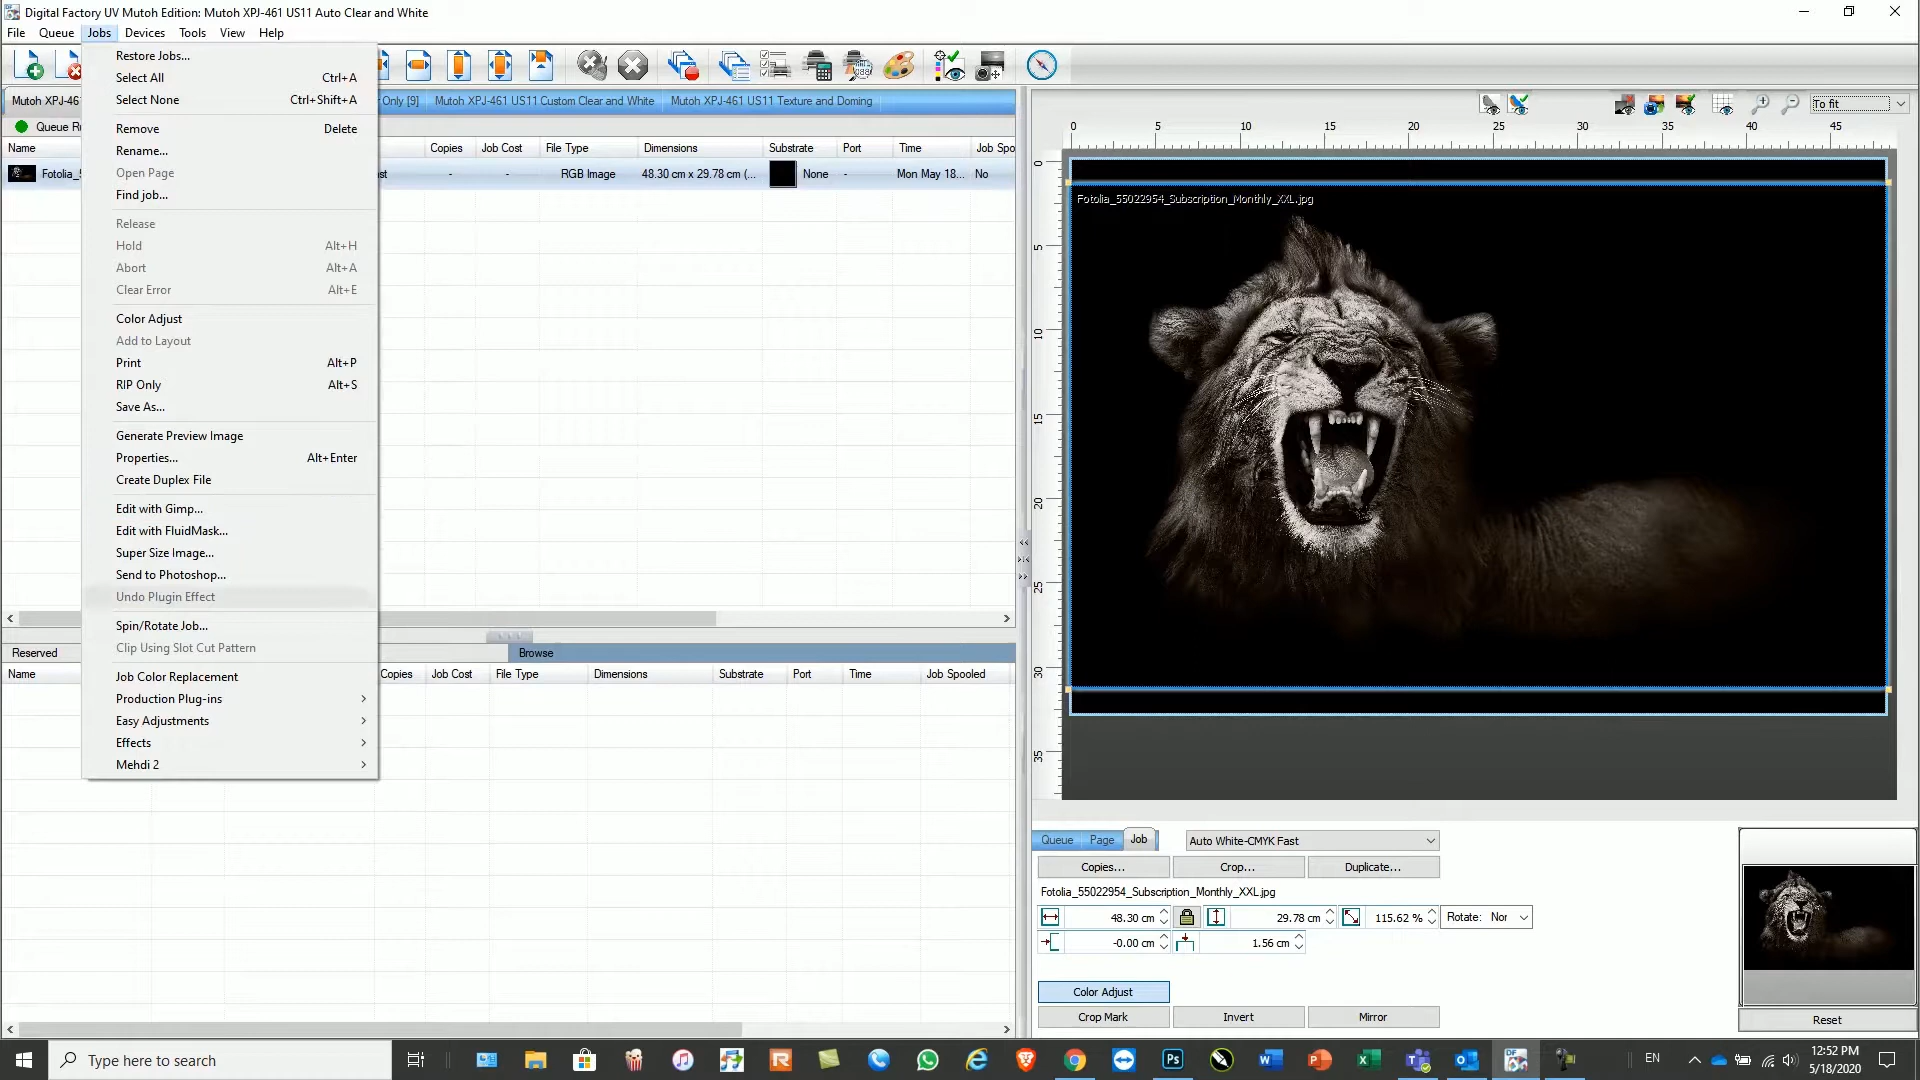 Digital Factory UV Mutoh Edition: Mutoh XPJ-461 US11 Auto Clear and White
File Queue Jobs Devices Tools View Help
Restore Jobs...
Select All Ctrl+A
Select None Ctrl+Shift+A
Remove Delete
Rename...
Open Page
Find job...
Release
Hold Alt+H
Abort Alt+A
Clear Error Alt+E
Color Adjust
Add to Layout
Print Alt+P
RIP Only Alt+S
Save As...
Generate Preview Image
Properties... Alt+Enter
Create Duplex File
Edit with Gimp...
Edit with FluidMask...
Super Size Image...
Send to Photoshop...
Undo Plugin Effect
Spin/Rotate Job...
Clip Using Slot Cut Pattern
Job Color Replacement
Production Plug-ins
Easy Adjustments
Effects
Mehdi 2
Mutoh XPJ-46 Only [9] Mutoh XPJ-461 US11 Custom Clear and White Mutoh XPJ-461 US11 Texture and Doming
Queue Ru
Name Copies Job Cost File Type Dimensions Substrate Port Time Job Spo
Fotolia_5 st - - RGB Image 48.30 cm x 29.78 cm (... None - Mon May 18... No
Reserved Browse
Name Copies Job Cost File Type Dimensions Substrate Port Time Job Spooled
To fit
0 5 10 15 20 25 30 35 40 45
0 5 10 15 20 25 30 35
Fotolia_55022954_Subscription_Monthly_XXL.jpg
Queue Page Job Auto White-CMYK Fast
Copies... Crop... Duplicate...
Fotolia_55022954_Subscription_Monthly_XXL.jpg
48.30 cm 29.78 cm 115.62 % Rotate: Nor
-0.00 cm 1.56 cm
Color Adjust
Crop Mark Invert Mirror
Reset
Type here to search
EN
12:52 PM
5/18/2020